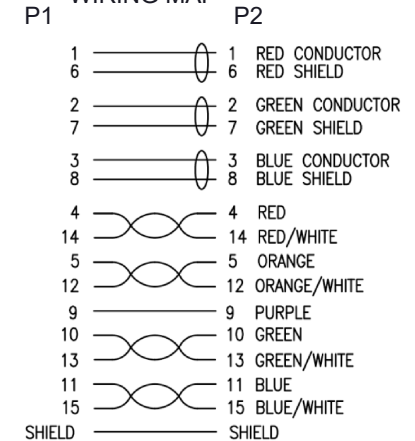 WIRING MAP
P1 P2
1 1 RED CONDUCTOR
6 6 RED SHIELD
2 2 GREEN CONDUCTOR
7 7 GREEN SHIELD
3 3 BLUE CONDUCTOR
8 8 BLUE SHIELD
4 4 RED
14 14 RED/WHITE
5 5 ORANGE
12 12 ORANGE/WHITE
9 9 PURPLE
10 10 GREEN
13 13 GREEN/WHITE
11 11 BLUE
15 15 BLUE/WHITE
SHIELD SHIELD